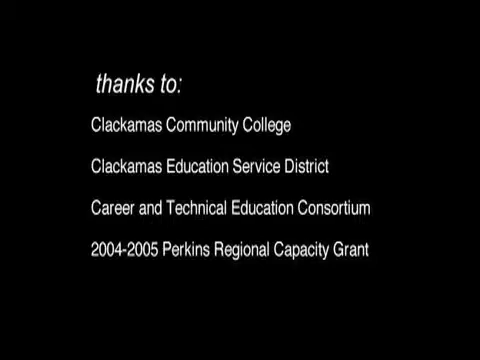 thanks to:
Clackamas Community College
Clackamas Education Service District
Career and Technical Education Consortium
2004-2005 Perkins Regional Capacity Grant